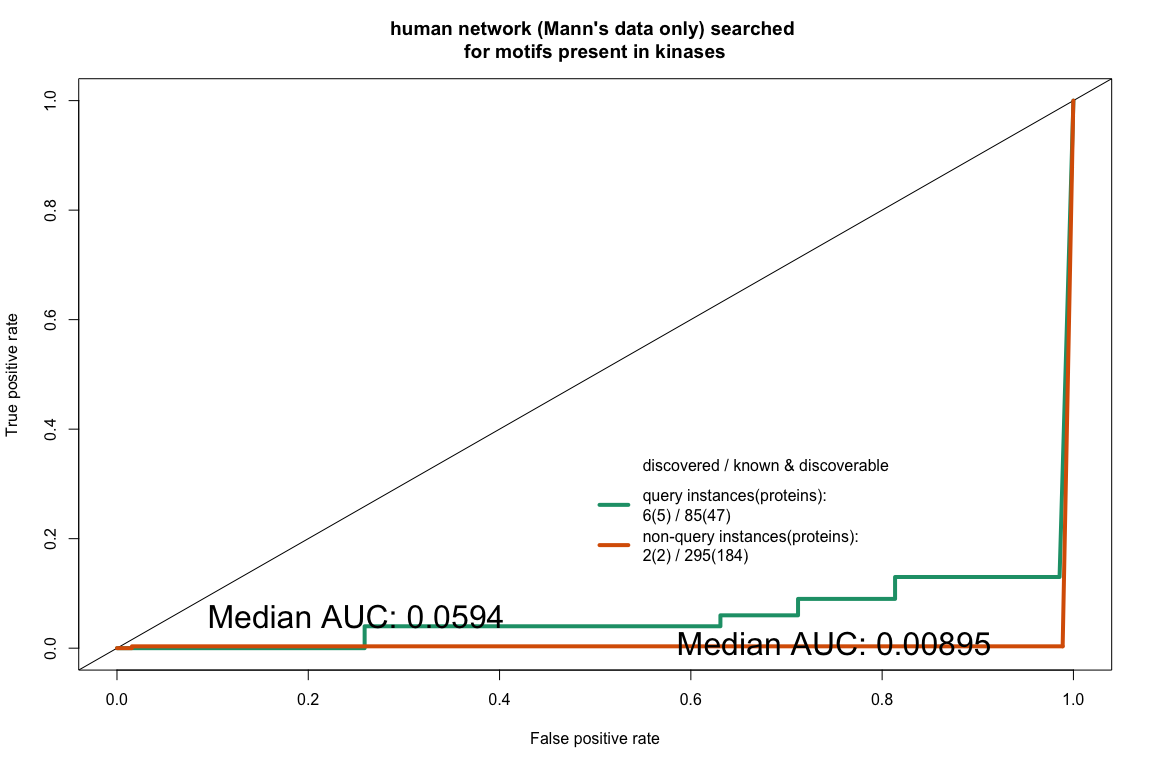 human network (Mann's data only) searched
for motifs present in kinases
True positive rate
1.0
0.8
0.6
0.4
0.2
0.0
discovered / known & discoverable
query instances(proteins):
6(5) / 85(47)
non-query instances(proteins):
2(2) / 295(184)
Median AUC: 0.0594
Median AUC: 0.00895
0.0 0.2 0.4 0.6 0.8 1.0
False positive rate